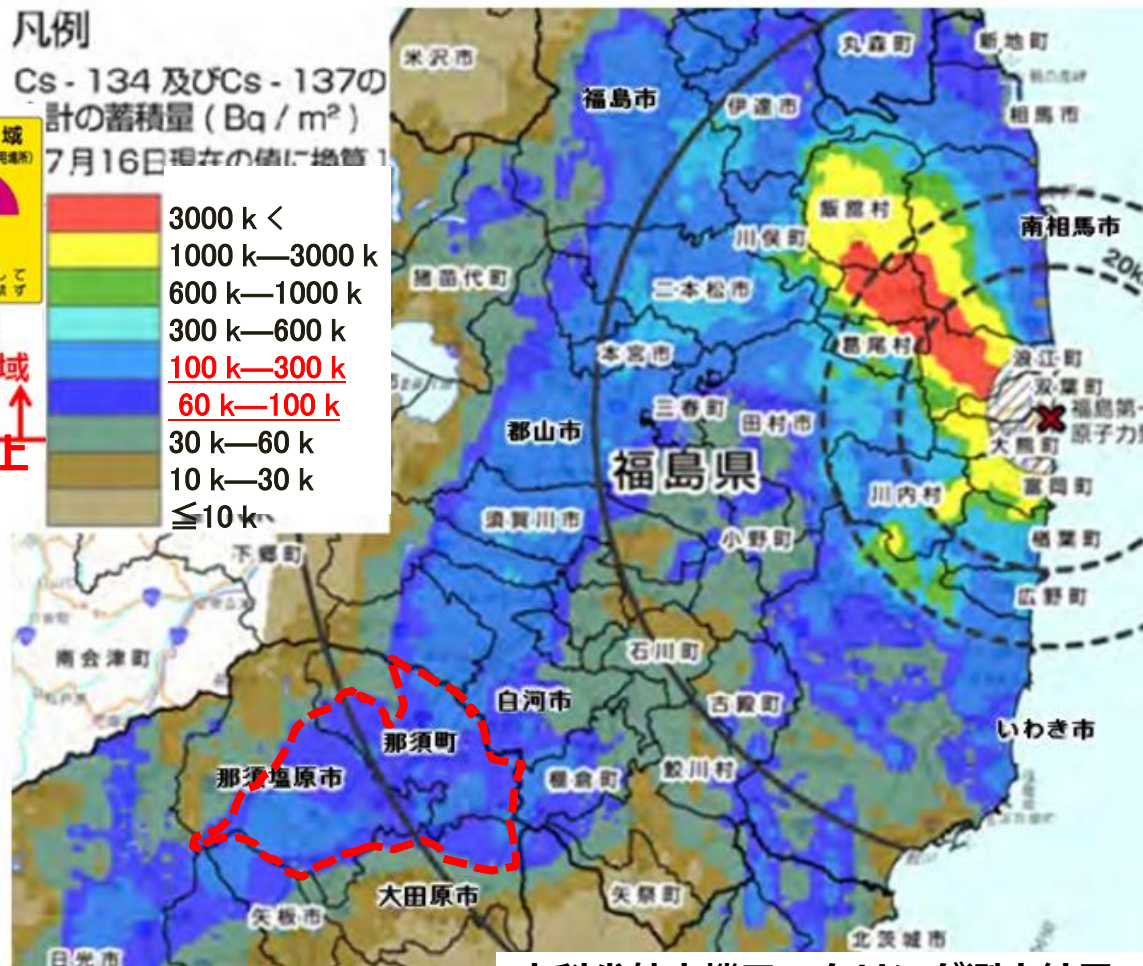 凡例
Cs - 134 及びCs - 137の
計の蓄積量 ( Bq / m² )
7月16日現在の値に換算
域
3000 k <
1000 k—3000 k
600 k—1000 k
300 k—600 k
100 k—300 k
60 k—100 k
30 k—60 k
10 k—30 k
≦10 k
域
上
米沢市
丸森町
新地町
福島市
伊達市
相馬市
飯舘村
川俣町
南相馬市
20k
猪苗代町
二本松市
本宮市
葛尾村
浪江町
双葉町
三春町
田村市
福島第
原子力
郡山市
大熊町
福島県
川内村
富岡町
須賀川市
小野町
楢葉町
下郷町
広野町
南会津町
石川町
白河市
古殿町
いわき市
那須町
那須塩原市
棚倉町
鮫川村
大田原市
矢祭町
矢板市
北茨城市
日光市